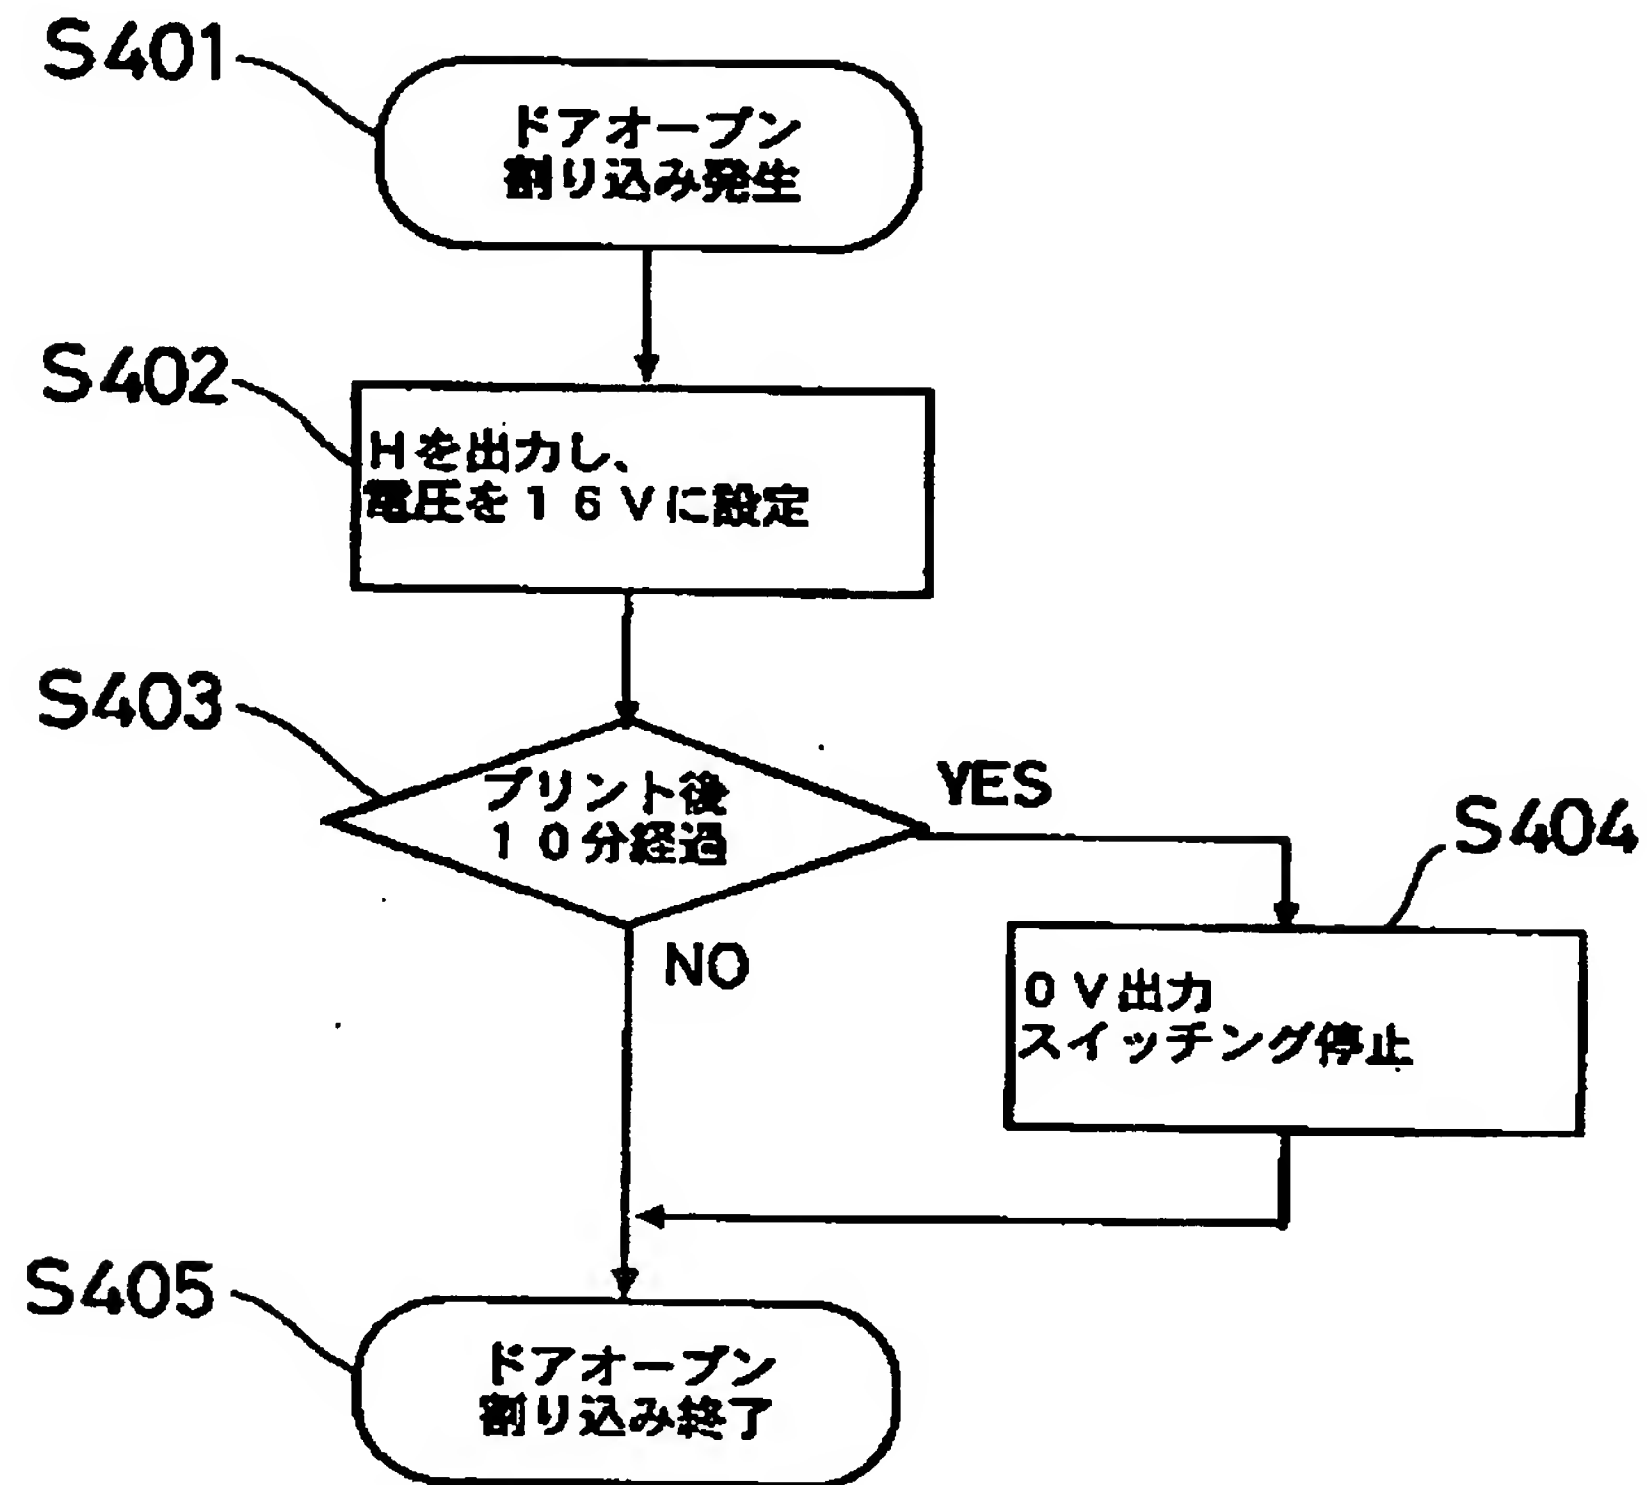 S401
ドアオープン
割り込み発生
S402
Hを出力し、
電圧を16Vに設定
S403
プリント後
10分経過
YES
S404
NO
0V出力
スイッチング停止
S405
ドアオープン
割り込み終了